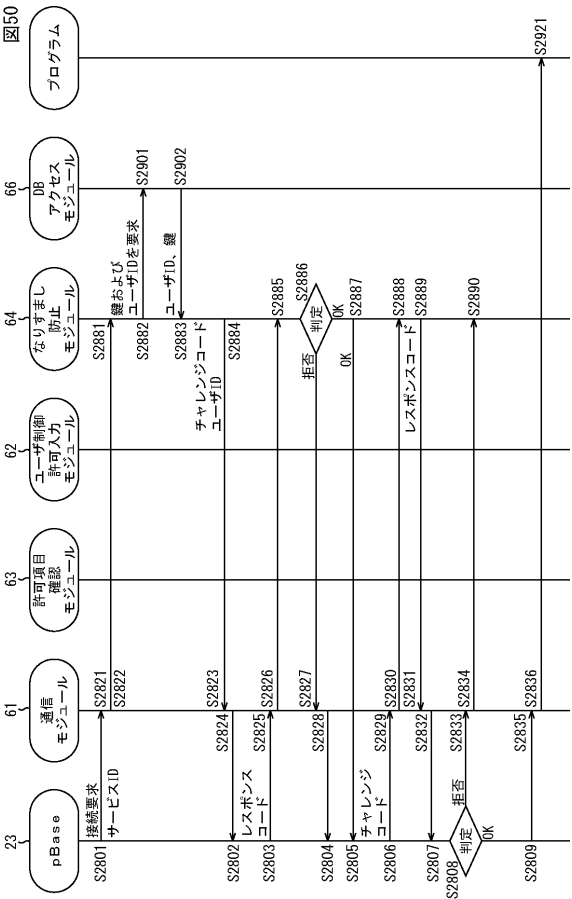 図50
23
pBase
61
通信
モジュール
63
許可項目
確認
モジュール
62
ユーザ制御
許可入力
モジュール
64
なりすまし
防止
モジュール
66
DB
アクセス
モジュール
プログラム
接続要求
S2801
サービスID
S2821
S2822
S2881
鍵および
ユーザIDを要求
S2882
S2901
S2902
ユーザID、鍵
S2883
チャレンジコード
ユーザID
S2884
S2823
S2824
S2802
レスポンス
コード
S2803
S2825
S2826
S2885
S2886
判定
拒否
OK
S2827
S2828
S2804
S2887
OK
S2805
チャレンジ
コード
S2806
S2829
S2830
S2888
S2889
レスポンスコード
S2831
S2832
S2807
S2808
判定
拒否
OK
S2833
S2834
S2890
S2809
S2835
S2836
S2921